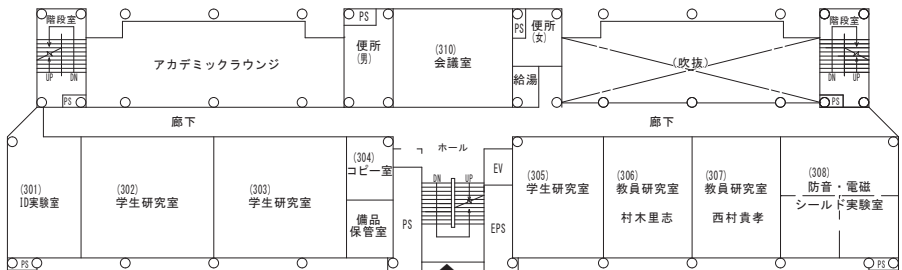 階段室
UP
DN
PS
アカデミックラウンジ
PS
便所
(男)
(310)
会議室
PS
便所
(女)
給湯
(吹抜)
階段室
UP
DN
PS
廊下
ホール
廊下
(301)
ID実験室
(302)
学生研究室
(303)
学生研究室
(304)
コピー室
備品
保管室
PS
DN
UP
EV
EPS
(305)
学生研究室
(306)
教員研究室
村木里志
(307)
教員研究室
西村貴孝
(308)
防音・電磁
シールド実験室
PS
PS